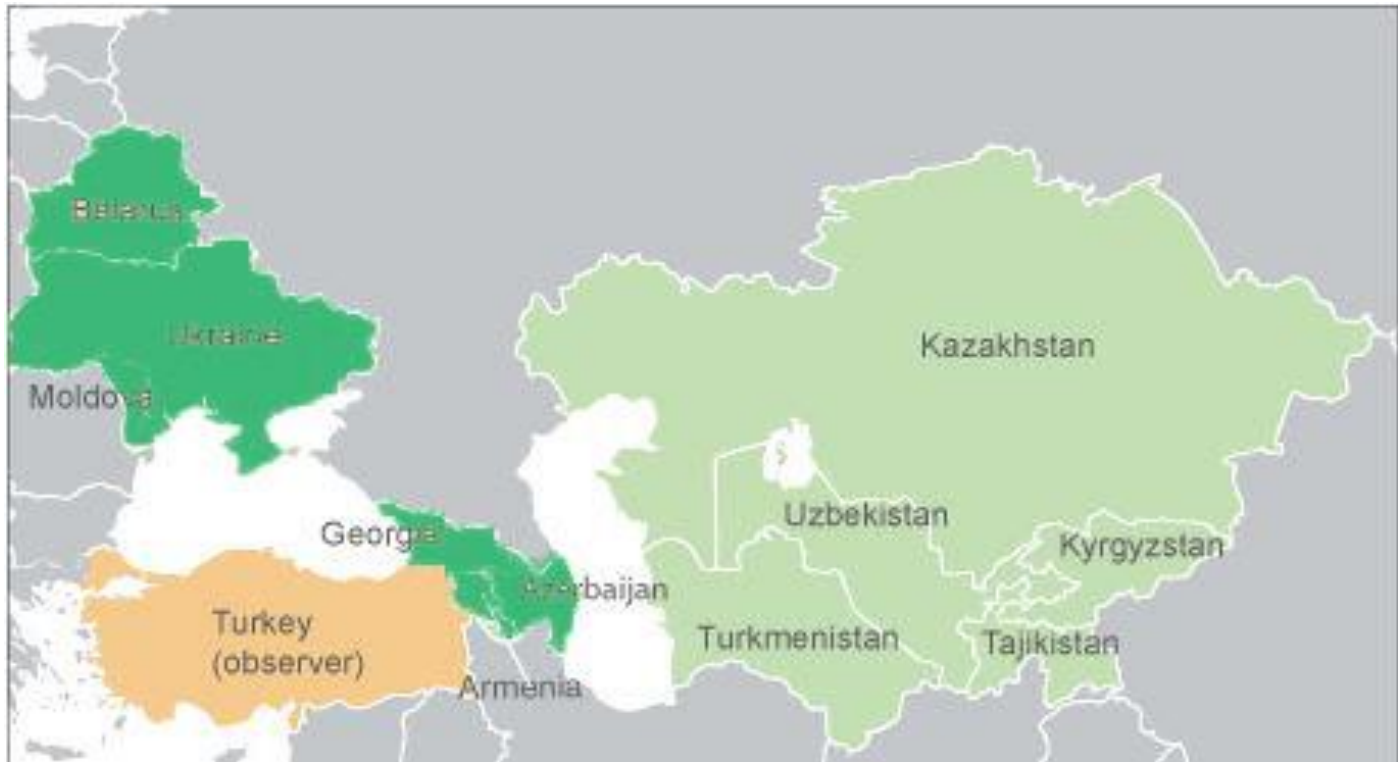 Belarus
Ukraine
Kazakhstan
Moldova
Uzbekistan
Georgia
Kyrgyzstan
Azerbaijan
Turkey
(observer)
Turkmenistan
Tajikistan
Armenia